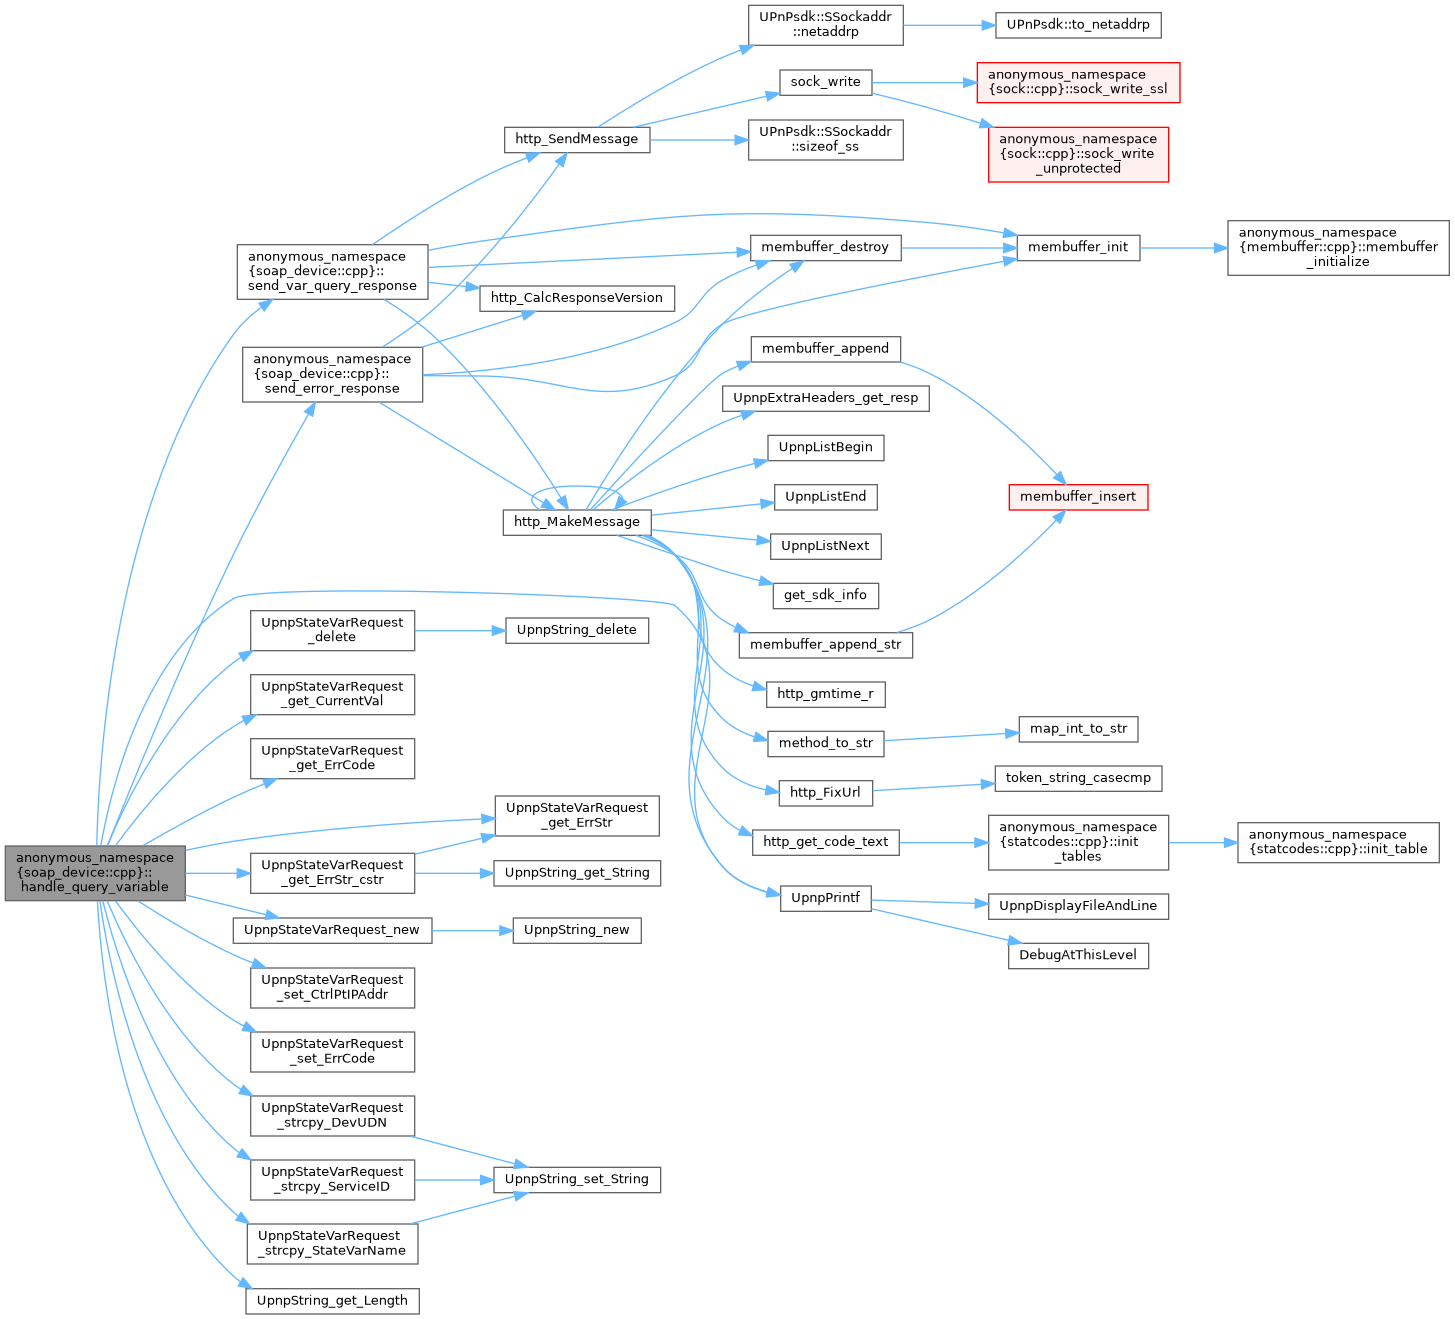 anonymous_namespace
{soap_device::cpp}::
handle_query_variable
anonymous_namespace
{soap_device::cpp}::
send_var_query_response
anonymous_namespace
{soap_device::cpp}::
send_error_response
UpnpStateVarRequest
_delete
UpnpStateVarRequest
_get_CurrentVal
UpnpStateVarRequest
_get_ErrCode
UpnpStateVarRequest
_get_ErrStr_cstr
UpnpStateVarRequest_new
UpnpStateVarRequest
_set_CtrlPtIPAddr
UpnpStateVarRequest
_set_ErrCode
UpnpStateVarRequest
_strcpy_DevUDN
UpnpStateVarRequest
_strcpy_ServiceID
UpnpStateVarRequest
_strcpy_StateVarName
UpnpString_get_Length
http_SendMessage
http_CalcResponseVersion
http_MakeMessage
UpnpString_delete
UpnpStateVarRequest
_get_ErrStr
UpnpString_get_String
UpnpString_new
UpnpString_set_String
UPnPsdk::SSockaddr
::netaddrp
sock_write
UPnPsdk::SSockaddr
::sizeof_ss
membuffer_destroy
membuffer_append
UpnpExtraHeaders_get_resp
UpnpListBegin
UpnpListEnd
UpnpListNext
get_sdk_info
membuffer_append_str
http_gmtime_r
method_to_str
http_FixUrl
http_get_code_text
UpnpPrintf
UPnPsdk::to_netaddrp
anonymous_namespace
{sock::cpp}::sock_write_ssl
anonymous_namespace
{sock::cpp}::sock_write
_unprotected
membuffer_init
membuffer_insert
map_int_to_str
token_string_casecmp
anonymous_namespace
{statcodes::cpp}::init
_tables
UpnpDisplayFileAndLine
DebugAtThisLevel
anonymous_namespace
{membuffer::cpp}::membuffer
_initialize
anonymous_namespace
{statcodes::cpp}::init_table